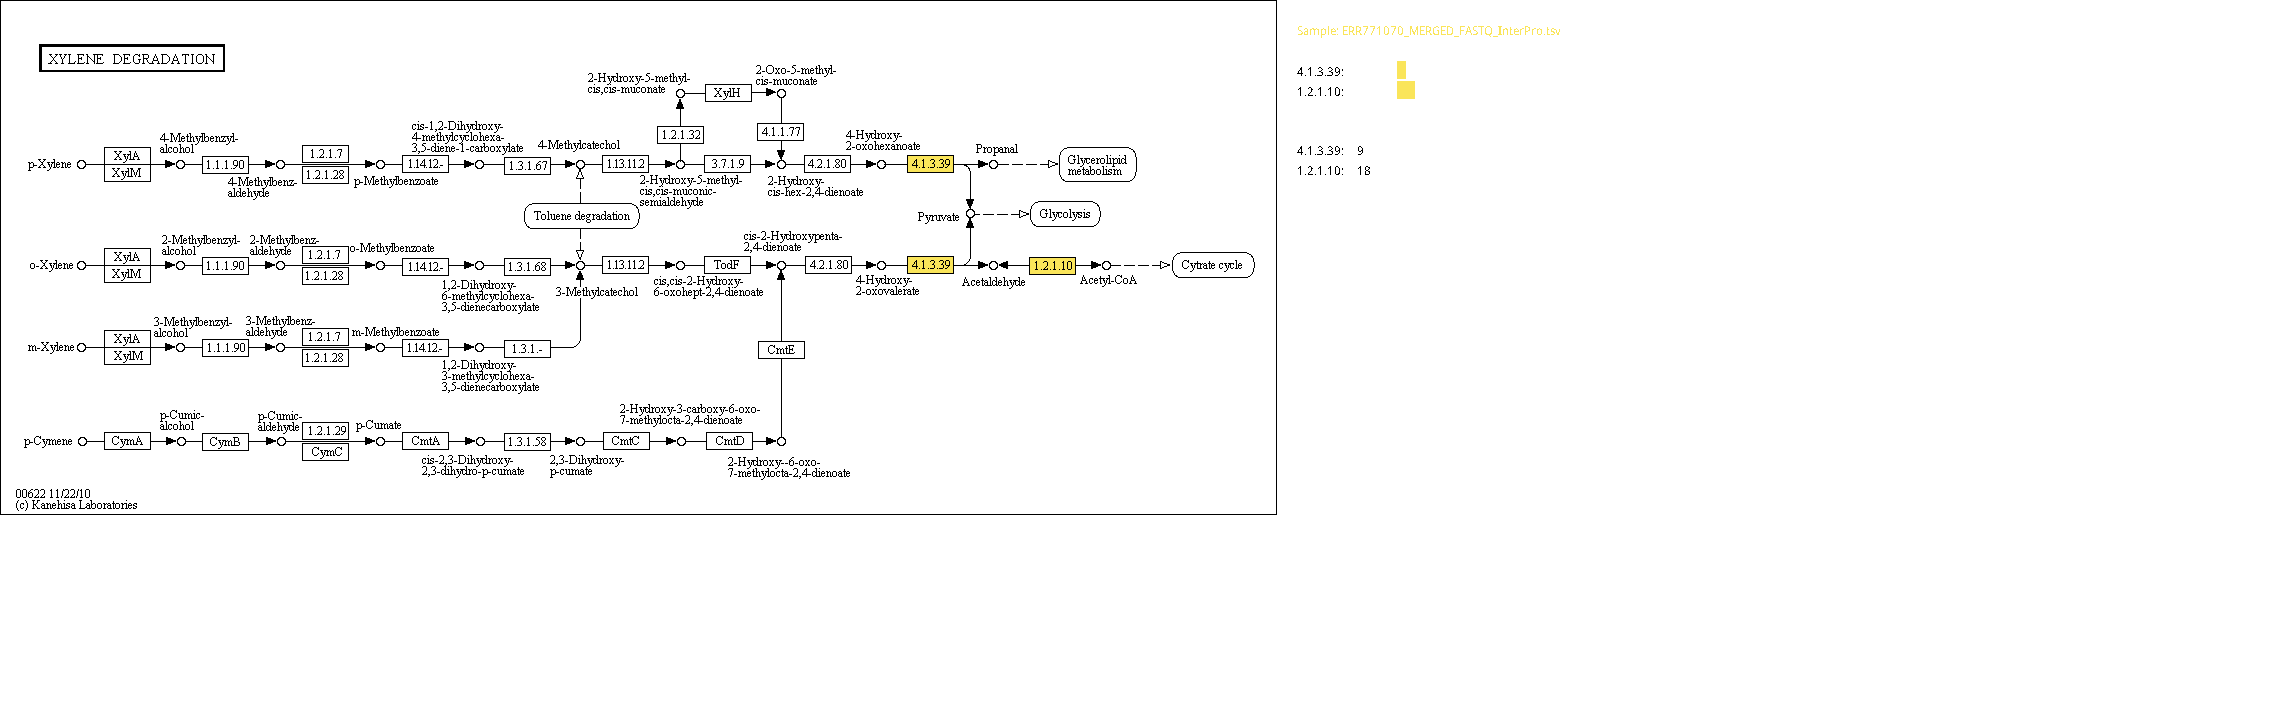 XYLENE DEGRADATION
Sample: ERR771070_MERGED_FASTQ_InterPro.tsv
4.1.3.39:
1.2.1.10:
4.1.3.39: 9
1.2.1.10: 18
2-Hydroxy-5-methyl-
cis,cis-muconate
XylH
2-Oxo-5-methyl-
cis-muconate
1.2.1.32
4.1.1.77
p-Xylene
XylA
XylM
4-Methylbenzyl-
alcohol
1.1.1.90
4-Methylbenz-
aldehyde
1.2.1.7
1.2.1.28
p-Methylbenzoate
1.14.12.-
cis-1,2-Dihydroxy-
4-methylcyclohexa-
3,5-diene-1-carboxylate
1.3.1.67
4-Methylcatechol
1.13.11.2
2-Hydroxy-5-methyl-
cis,cis-muconic-
semialdehyde
3.7.1.9
2-Hydroxy-
cis-hex-2,4-dienoate
4.2.1.80
4-Hydroxy-
2-oxohexanoate
4.1.3.39
Propanal
Glycerolipid
metabolism
Toluene degradation
Pyruvate
Glycolysis
o-Xylene
XylA
XylM
2-Methylbenzyl-
alcohol
1.1.1.90
2-Methylbenz-
aldehyde
1.2.1.7
1.2.1.28
o-Methylbenzoate
1.14.12.-
1,2-Dihydroxy-
6-methylcyclohexa-
3,5-dienecarboxylate
1.3.1.68
3-Methylcatechol
1.13.11.2
cis,cis-2-Hydroxy-
6-oxohept-2,4-dienoate
TodF
cis-2-Hydroxypenta-
2,4-dienoate
4.2.1.80
4-Hydroxy-
2-oxovalerate
4.1.3.39
Acetaldehyde
1.2.1.10
Acetyl-CoA
Cytrate cycle
m-Xylene
XylA
XylM
3-Methylbenzyl-
alcohol
1.1.1.90
3-Methylbenz-
aldehyde
1.2.1.7
1.2.1.28
m-Methylbenzoate
1.14.12.-
1,2-Dihydroxy-
3-methylcyclohexa-
3,5-dienecarboxylate
1.3.1.-
CmtE
p-Cymene
CymA
p-Cumic-
alcohol
CymB
p-Cumic-
aldehyde
1.2.1.29
CymC
p-Cumate
CmtA
cis-2,3-Dihydroxy-
2,3-dihydro-p-cumate
1.3.1.58
2,3-Dihydroxy-
p-cumate
CmtC
2-Hydroxy-3-carboxy-6-oxo-
7-methylocta-2,4-dienoate
CmtD
2-Hydroxy--6-oxo-
7-methylocta-2,4-dienoate
00622 11/22/10
(c) Kanehisa Laboratories